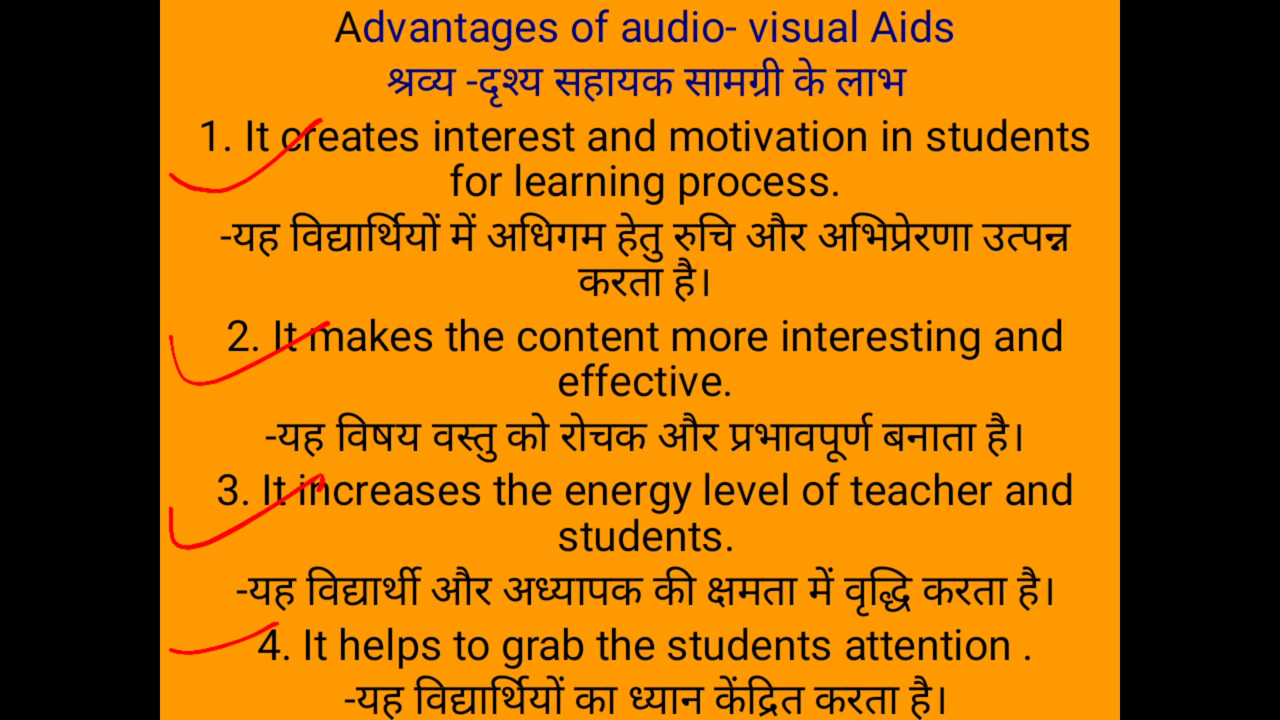 Advantages of audio- visual Aids
श्रव्य -दृश्य सहायक सामग्री के लाभ
1. It creates interest and motivation in students
for learning process.
-यह विद्यार्थियों में अधिगम हेतु रुचि और अभिप्रेरणा उत्पन्न
करता है।
2. It makes the content more interesting and
effective.
-यह विषय वस्तु को रोचक और प्रभावपूर्ण बनाता है।
3. It increases the energy level of teacher and
students.
-यह विद्यार्थी और अध्यापक की क्षमता में वृद्धि करता है।
4. It helps to grab the students attention .
-यह विद्यार्थियों का ध्यान केंद्रित करता है।